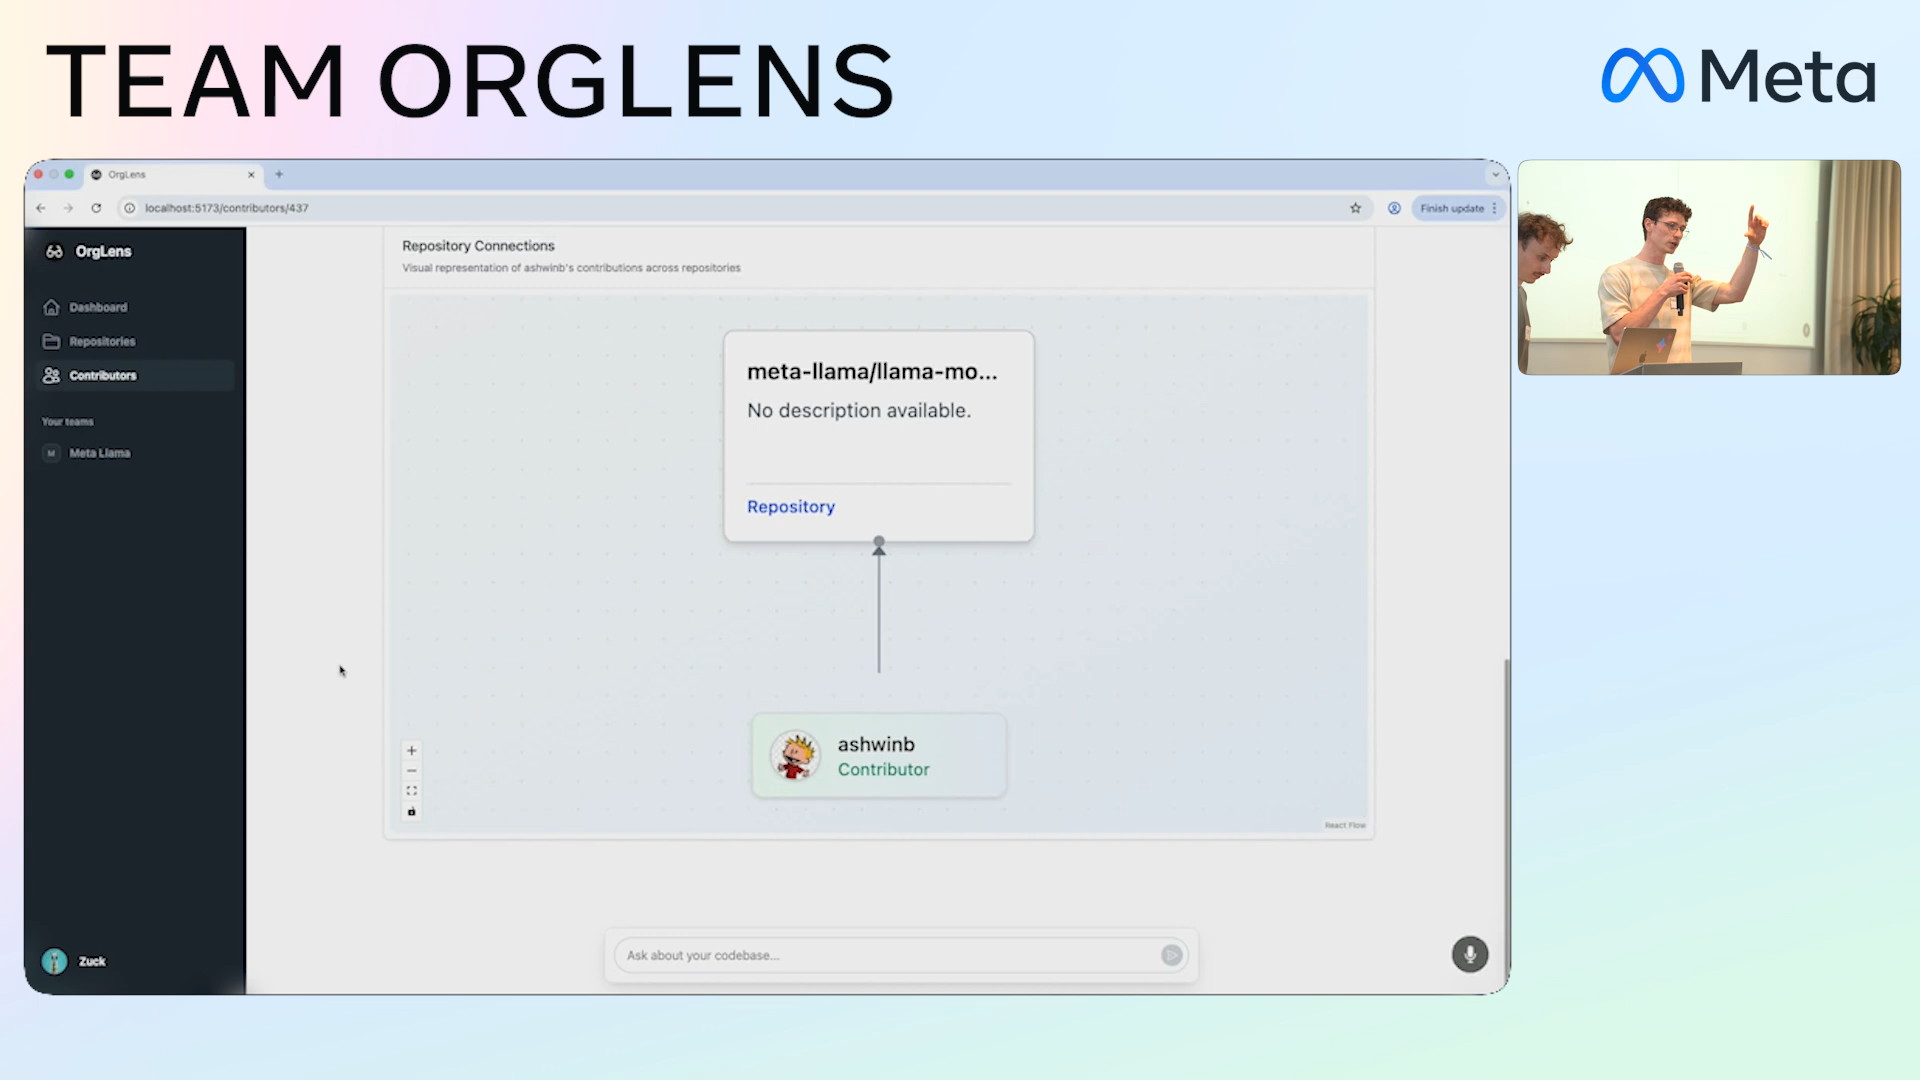 TEAM ORGLENS
Meta
OrgLens
localhost:5173/contributors/437
Finish update
OrgLens
Dashboard
Repositories
Contributors
Your teams
M Meta Llama
Zuck
Repository Connections
Visual representation of ashwinb's contributions across repositories
meta-llama/llama-mo...
No description available.
Repository
ashwinb
Contributor
React Flow
Ask about your codebase...